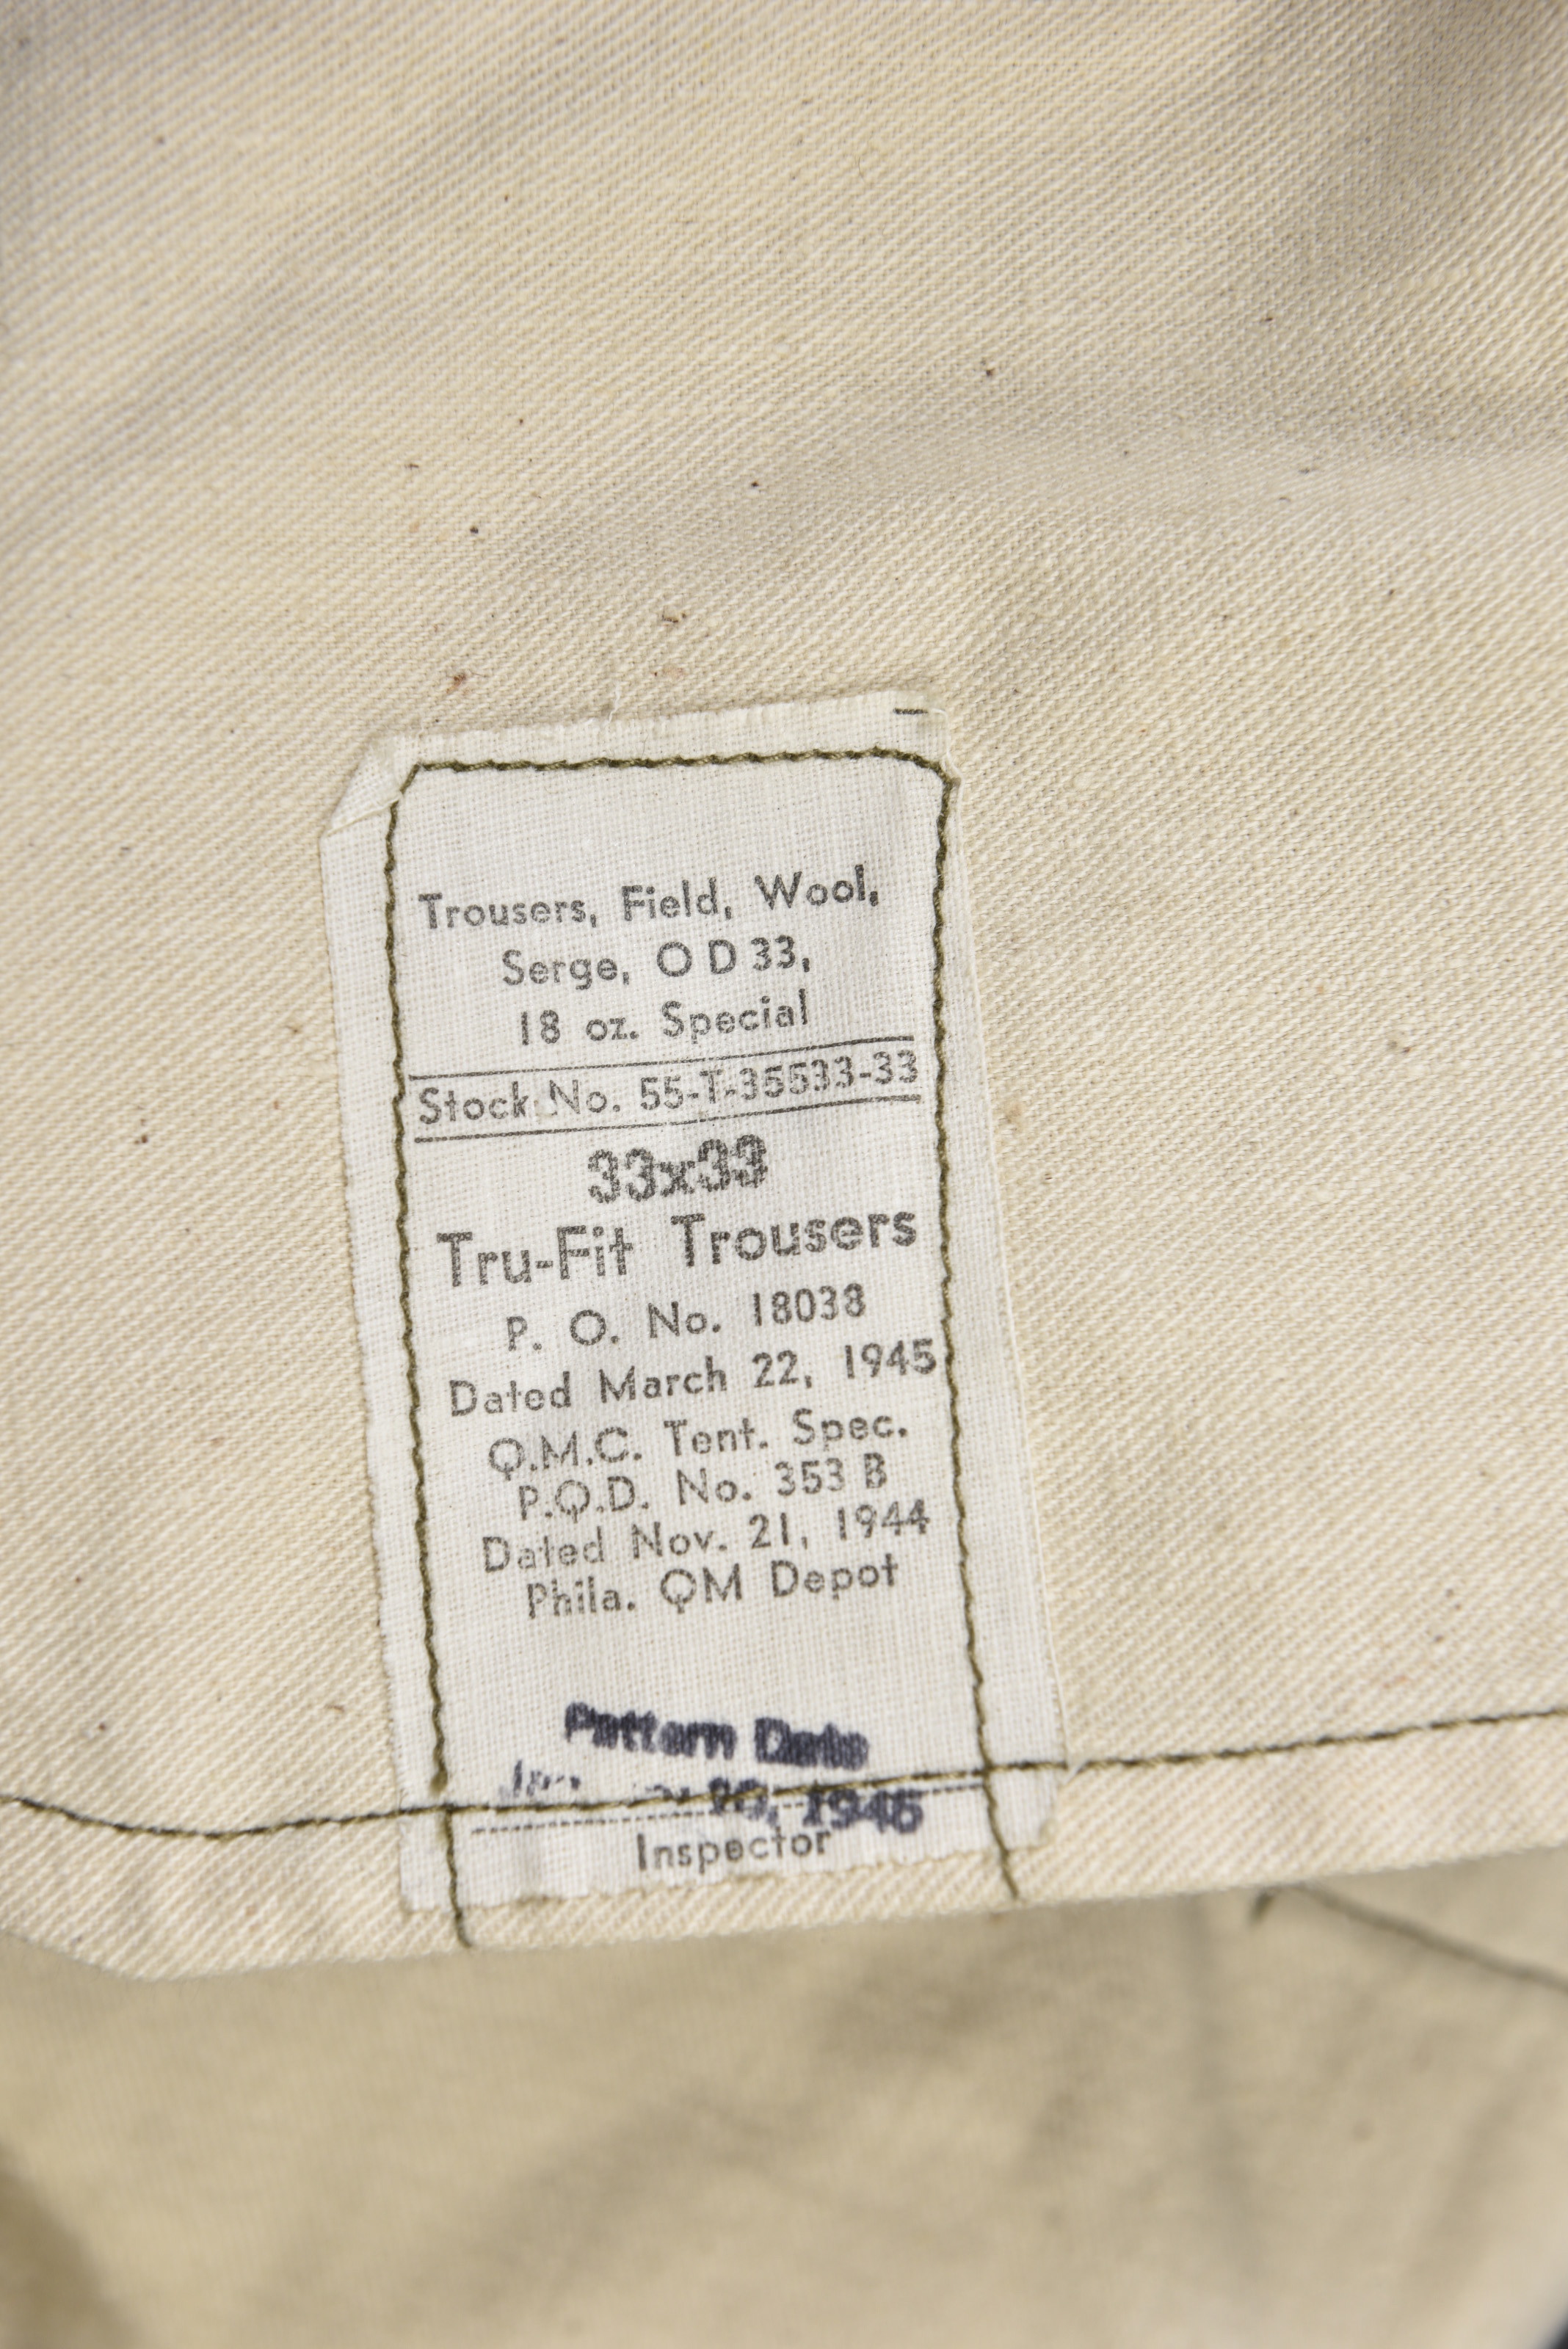 Trousers, Field, Wool,
Serge, O D 33,
18 oz. Special
Stock No. 55-T-35533-33
33x33
Tru-Fit Trousers
P. O. No. 18038
Dated March 22, 1945
Q.M.C. Tent. Spec.
P.Q.D. No. 353 B
Dated Nov. 21, 1944
Phila. QM Depot
Pattern Date
1945
Inspector